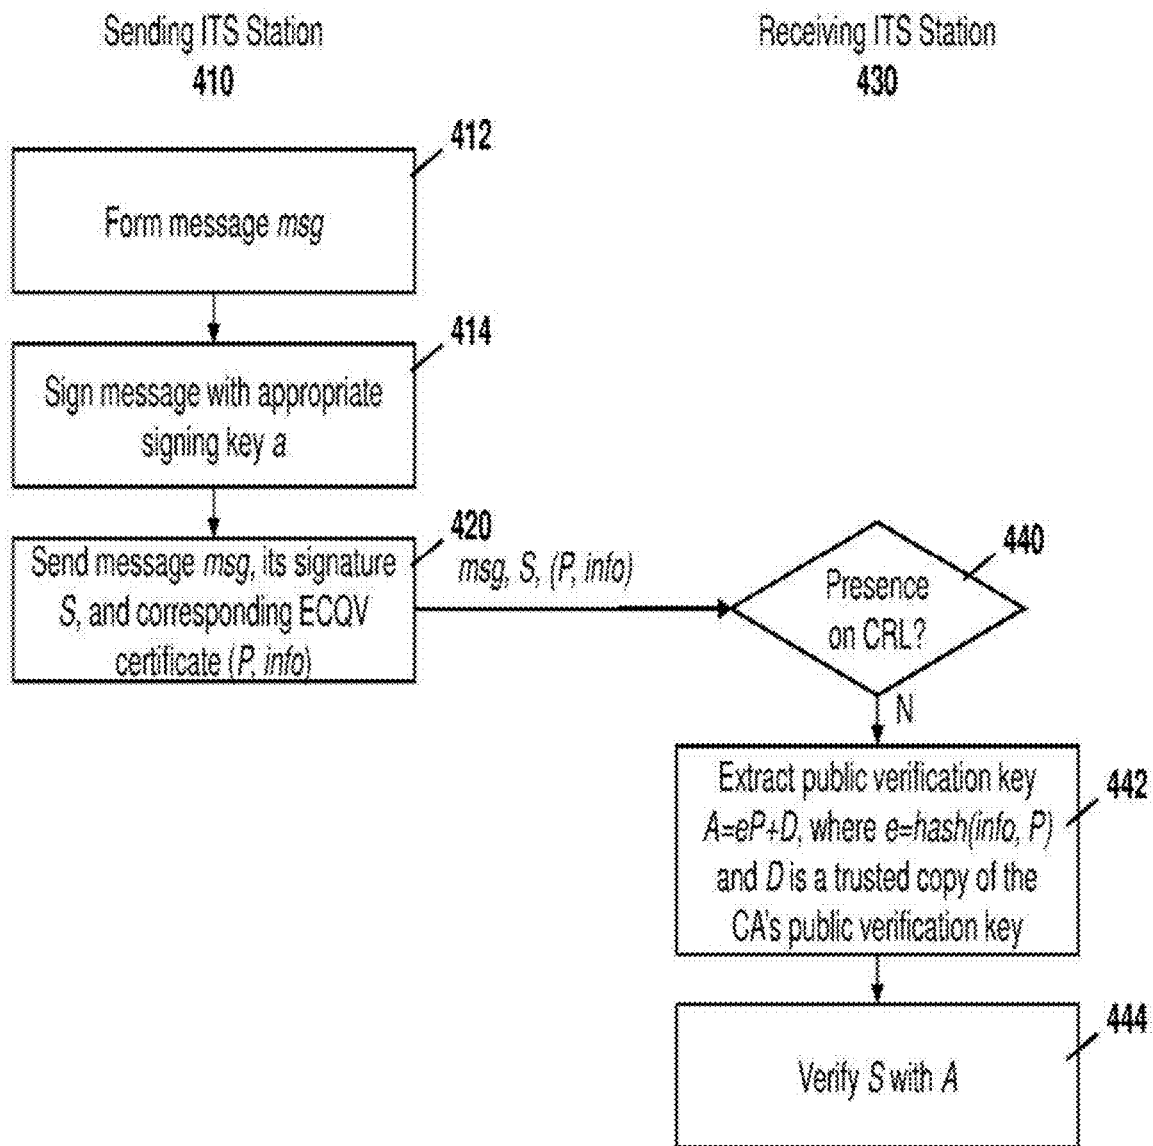 Sending ITS Station
410
Receiving ITS Station
430
412
Form message msg
414
Sign message with appropriate
signing key a
420
Send message msg, its signature
S, and corresponding ECQV
certificate (P, info)
msg, S, (P, info)
440
Presence
on CRL?
N
442
Extract public verification key
A=eP+D, where e=hash(info, P)
and D is a trusted copy of the
CA's public verification key
444
Verify S with A